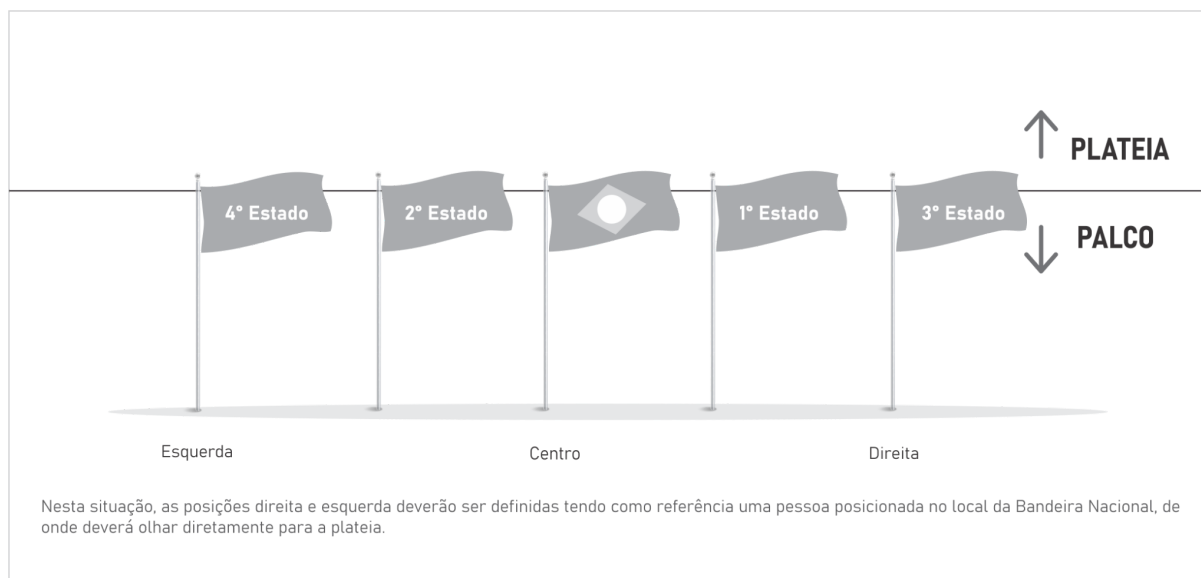 PLATEIA
4° Estado
2° Estado
1° Estado
3° Estado
PALCO
Esquerda
Centro
Direita
Nesta situação, as posições direita e esquerda deverão ser definidas tendo como referência uma pessoa posicionada no local da Bandeira Nacional, de
onde deverá olhar diretamente para a plateia.